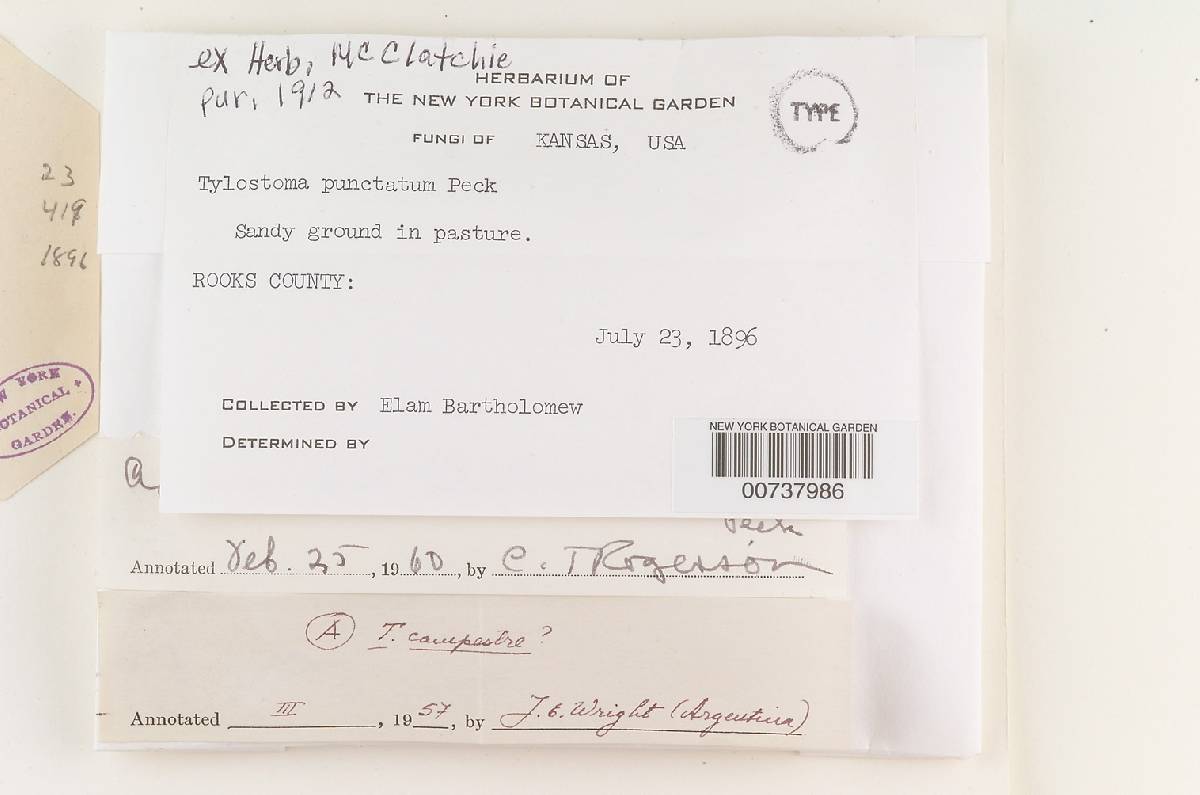 ex Herb, McClatchie
pur, 1912
HERBARIUM OF
THE NEW YORK BOTANICAL GARDEN
TYPE
FUNGI OF KANSAS, USA
Tylostoma punctatum Peck
Sandy ground in pasture.
ROOKS COUNTY:
July 23, 1896
COLLECTED BY Elam Bartholomew
DETERMINED BY
NEW YORK BOTANICAL GARDEN
00737986
23
419
1896
YORK
BOTANICAL
GARDEN.
a
Peck
Annotated Feb. 25, 1960, by C. T Rogerson
A T. campestre?
Annotated III, 1957, by J. E. Wright (Argentina)